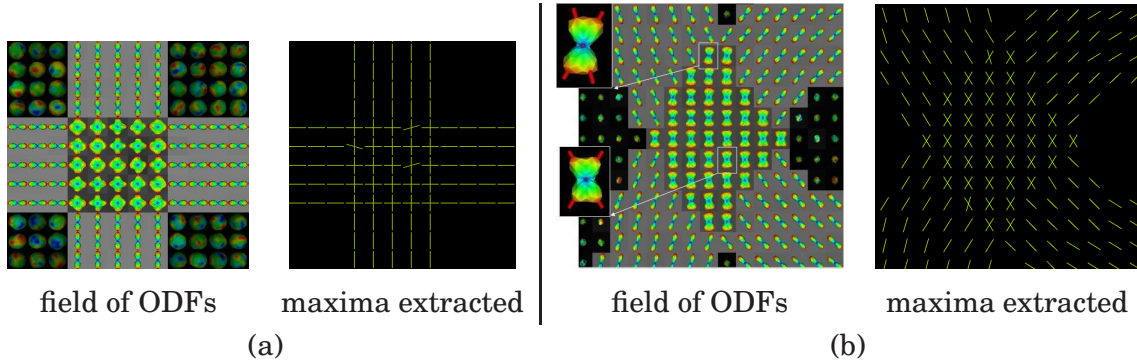 field of ODFs maxima extracted field of ODFs maxima extracted
(a) (b)